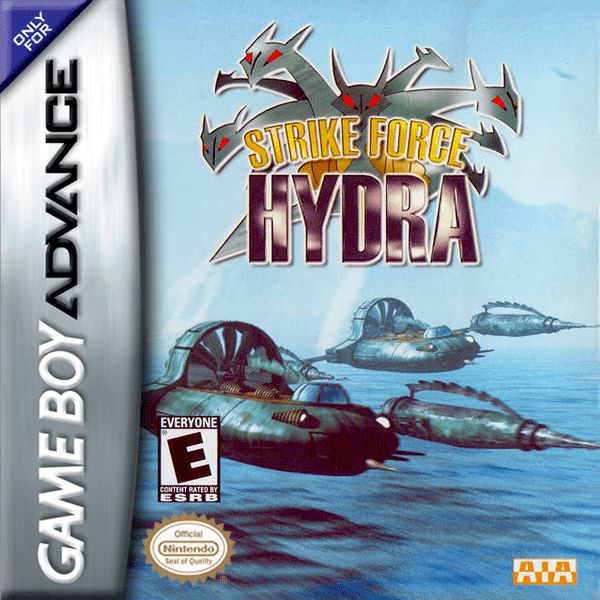 ONLY
FOR
GAME BOY ADVANCE
STRIKE FORCE
HYDRA
EVERYONE
E
CONTENT RATED BY
ESRB
Official
Nintendo
Seal of Quality
AIA